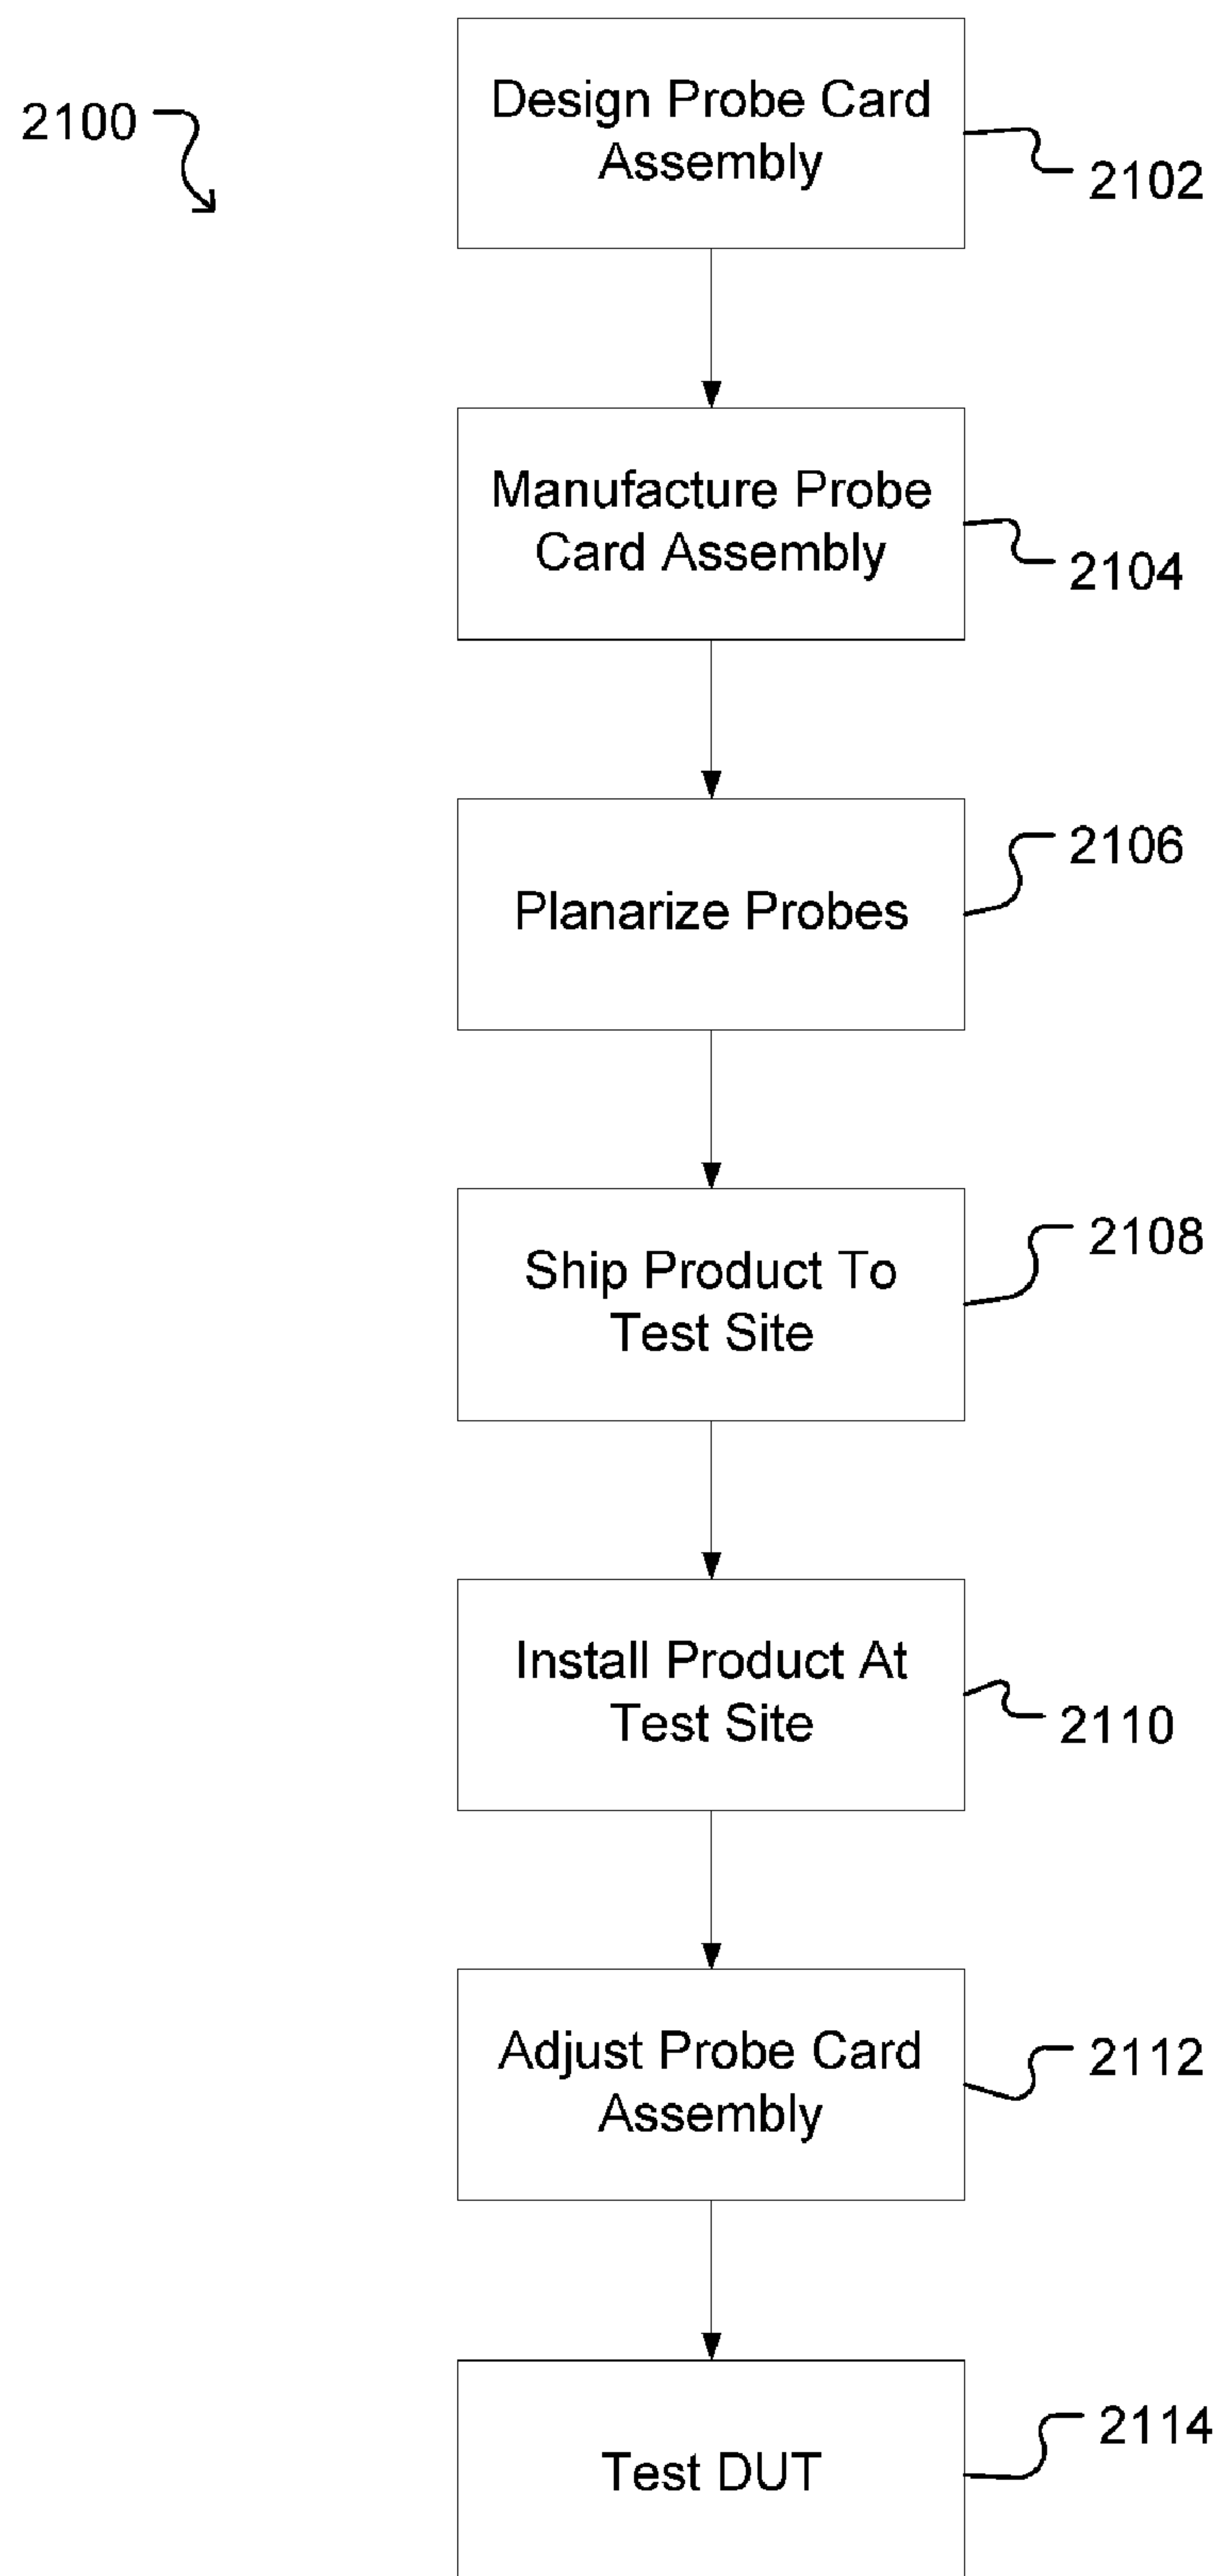 2100
Design Probe Card
Assembly
2102
Manufacture Probe
Card Assembly
2104
Planarize Probes
2106
Ship Product To
Test Site
2108
Install Product At
Test Site
2110
Adjust Probe Card
Assembly
2112
Test DUT
2114